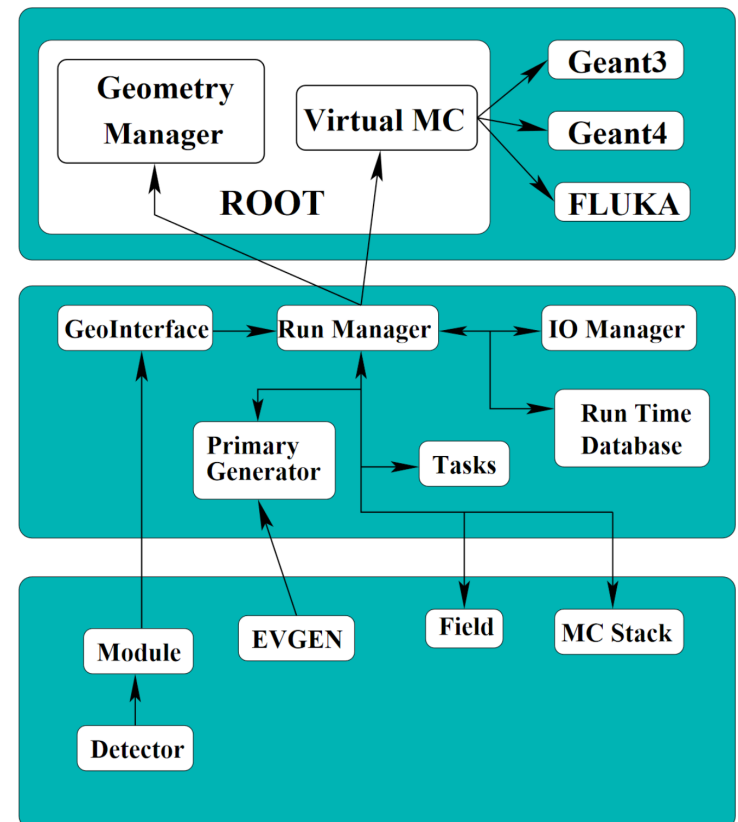 Geometry
Manager
Virtual MC
ROOT
Geant3
Geant4
FLUKA
GeoInterface
Run Manager
IO Manager
Run Time
Database
Primary
Generator
Tasks
Module
EVGEN
Field
MC Stack
Detector